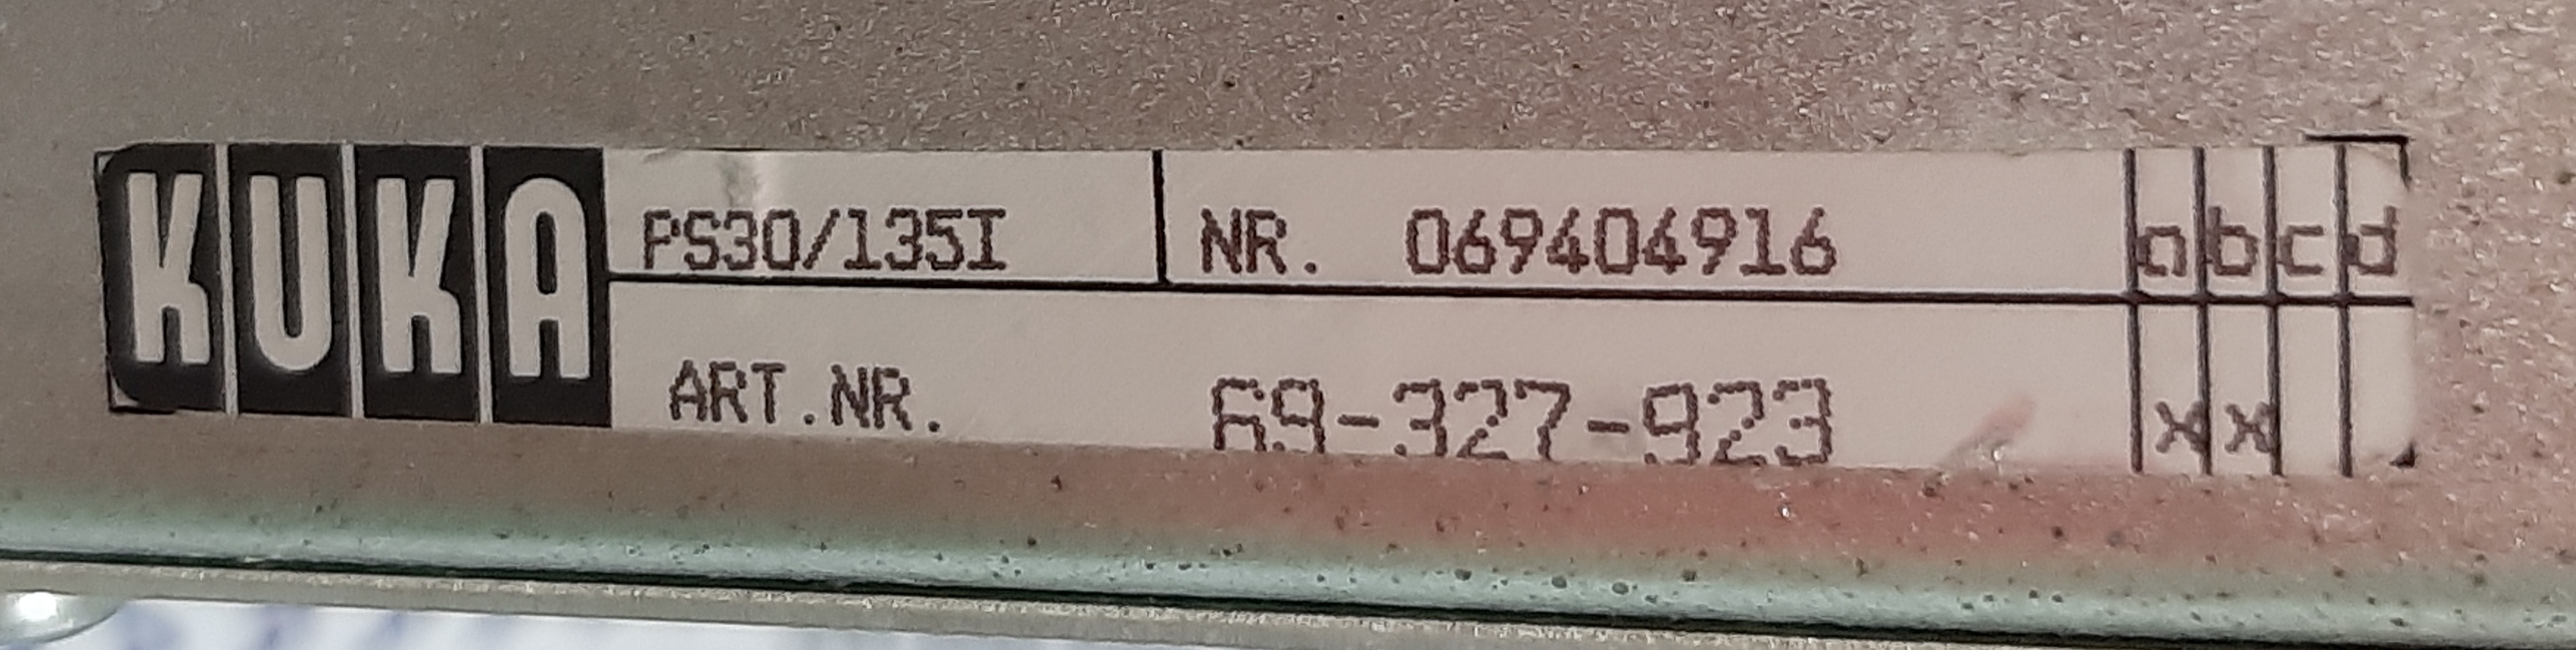 KUKA
PS30/135I NR. 069404916 a b c d
ART.NR. 69-327-923 x x